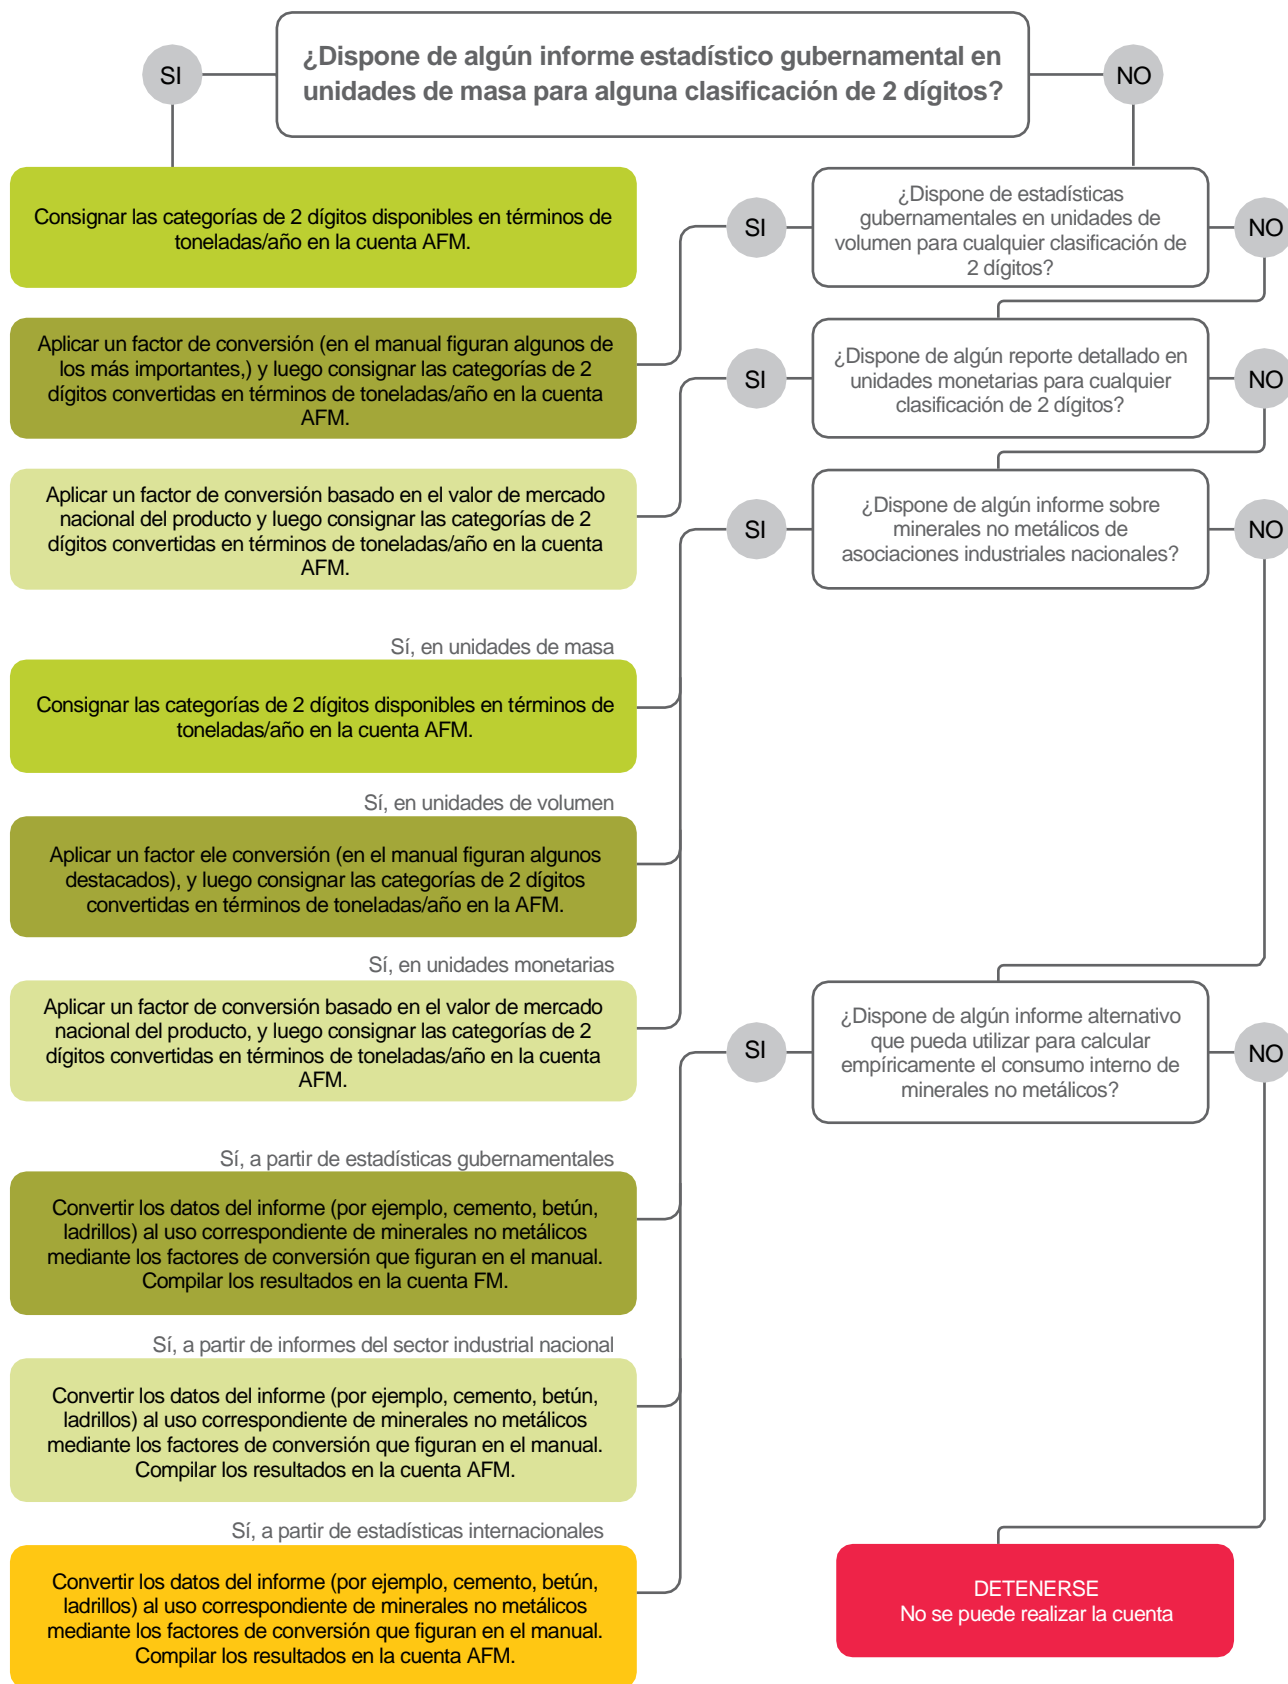 ¿Dispone de algún informe estadístico gubernamental en
unidades de masa para alguna clasificación de 2 dígitos?
SI
NO
Consignar las categorías de 2 dígitos disponibles en términos de
toneladas/año en la cuenta AFM.
¿Dispone de estadísticas
gubernamentales en unidades de
volumen para cualquier clasificación de
2 dígitos?
SI
NO
Aplicar un factor de conversión (en el manual figuran algunos de
los más importantes,) y luego consignar las categorías de 2
dígitos convertidas en términos de toneladas/año en la cuenta
AFM.
¿Dispone de algún reporte detallado en
unidades monetarias para cualquier
clasificación de 2 dígitos?
SI
NO
Aplicar un factor de conversión basado en el valor de mercado
nacional del producto y luego consignar las categorías de 2
dígitos convertidas en términos de toneladas/año en la cuenta
AFM.
¿Dispone de algún informe sobre
minerales no metálicos de
asociaciones industriales nacionales?
SI
NO
Sí, en unidades de masa
Consignar las categorías de 2 dígitos disponibles en términos de
toneladas/año en la cuenta AFM.
Sí, en unidades de volumen
Aplicar un factor ele conversión (en el manual figuran algunos
destacados), y luego consignar las categorías de 2 dígitos
convertidas en términos de toneladas/año en la AFM.
Sí, en unidades monetarias
Aplicar un factor de conversión basado en el valor de mercado
nacional del producto, y luego consignar las categorías de 2
dígitos convertidas en términos de toneladas/año en la cuenta
AFM.
¿Dispone de algún informe alternativo
que pueda utilizar para calcular
empíricamente el consumo interno de
minerales no metálicos?
SI
NO
Sí, a partir de estadísticas gubernamentales
Convertir los datos del informe (por ejemplo, cemento, betún,
ladrillos) al uso correspondiente de minerales no metálicos
mediante los factores de conversión que figuran en el manual.
Compilar los resultados en la cuenta FM.
Sí, a partir de informes del sector industrial nacional
Convertir los datos del informe (por ejemplo, cemento, betún,
ladrillos) al uso correspondiente de minerales no metálicos
mediante los factores de conversión que figuran en el manual.
Compilar los resultados en la cuenta AFM.
Sí, a partir de estadísticas internacionales
Convertir los datos del informe (por ejemplo, cemento, betún,
ladrillos) al uso correspondiente de minerales no metálicos
mediante los factores de conversión que figuran en el manual.
Compilar los resultados en la cuenta AFM.
DETENERSE
No se puede realizar la cuenta